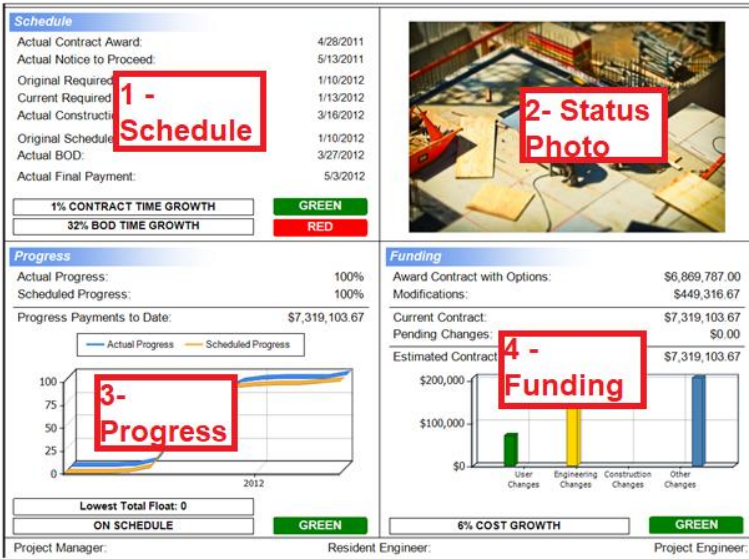 Schedule
Actual Contract Award: 4/28/2011
Actual Notice to Proceed: 5/13/2011
Original Required 1/10/2012
Current Required 1/13/2012
Actual 3/16/2012
Original Schedule 1/10/2012
Actual BOD: 3/27/2012
Actual Final Payment: 5/3/2012
1 -
Schedule
1% CONTRACT TIME GROWTH GREEN
32% BOD TIME GROWTH RED
2- Status
Photo
Progress
Actual Progress: 100%
Scheduled Progress: 100%
Progress Payments to Date: $7,319,103.67
Actual Progress Scheduled Progress
100
75
50
25
0
2012
3-
Progress
Lowest Total Float: 0
ON SCHEDULE GREEN
Funding
Award Contract with Options: $6,869,787.00
Modifications: $449,316.67
Current Contract: $7,319,103.67
Pending Changes: $0.00
Estimated Contract $7,319,103.67
4 -
Funding
$200,000
$100,000
$0
User Engineering Construction Other
Changes Changes Changes Changes
6% COST GROWTH GREEN
Project Manager: Resident Engineer: Project Engineer: